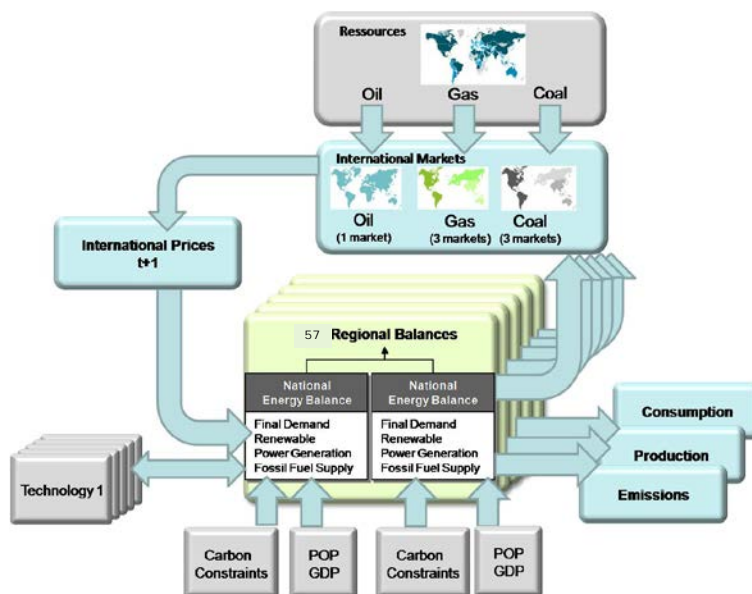 Ressources
Oil Gas Coal
International Markets
Oil Gas Coal
(1 market) (3 markets) (3 markets)
International Prices
t+1
57 Regional Balances
National National
Energy Balance Energy Balance
Final Demand Final Demand
Renewable Renewable
Power Generation Power Generation
Fossil Fuel Supply Fossil Fuel Supply
Consumption
Production
Emissions
Technology 1
Carbon POP Carbon POP
Constraints GDP Constraints GDP